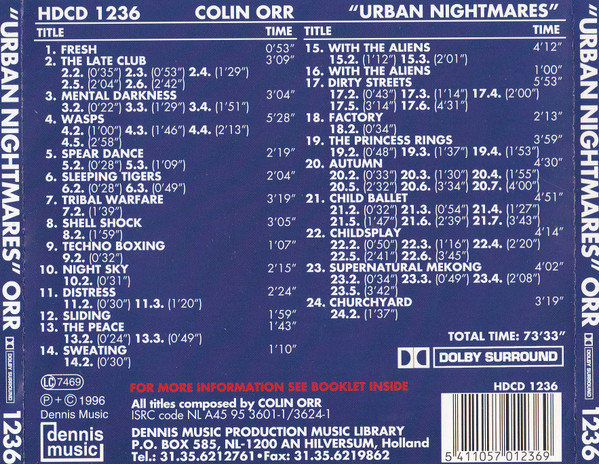 HDCD 1236 COLIN ORR "URBAN NIGHTMARES"
TITLE TIME
1. FRESH 0'53"
2. THE LATE CLUB 3'09"
2.2. (0'35") 2.3. (0'53") 2.4. (1'29")
2.5. (2'04") 2.6. (2'42")
3. MENTAL DARKNESS 3'04"
3.2. (0'22") 3.3. (1'29") 3.4. (1'51")
4. WASPS 5'28"
4.2. (1'00") 4.3. (1'46") 4.4. (2'13")
4.5. (2'58")
5. SPEAR DANCE 2'19"
5.2. (0'28") 5.3. (1'09")
6. SLEEPING TIGERS 2'04"
6.2. (0'28") 6.3. (0'49")
7. TRIBAL WARFARE 3'19"
7.2. (1'39")
8. SHELL SHOCK 3'05"
8.2. (1'59")
9. TECHNO BOXING 1'07"
9.2. (0'32")
10. NIGHT SKY 2'15"
10.2. (0'31")
11. DISTRESS 2'24"
11.2. (0'30") 11.3. (1'20")
12. SLIDING 1'59"
13. THE PEACE 1'43"
13.2. (0'24") 13.3. (0'49")
14. SWEATING 1'10"
14.2. (0'30")
TITLE TIME
15. WITH THE ALIENS 4'12"
15.2. (1'12") 15.3. (2'01")
16. WITH THE ALIENS 1'00"
17. DIRTY STREETS 5'53"
17.2. (0'43") 17.3. (1'14") 17.4. (2'00")
17.5. (3'14") 17.6. (4'31")
18. FACTORY 2'13"
18.2. (0'34")
19. THE PRINCESS RINGS 3'59"
19.2. (0'48") 19.3. (1'37") 19.4. (1'53")
20. AUTUMN 4'30"
20.2. (0'33") 20.3. (1'30") 20.4. (1'55")
20.5. (2'32") 20.6. (3'34") 20.7. (4'00")
21. CHILD BALLET 4'51"
21.2. (0'32") 21.3. (0'54") 21.4. (1'27")
21.5. (1'47") 21.6. (2'39") 21.7. (3'43")
22. CHILDSPLAY 4'14"
22.2. (0'50") 22.3. (1'16") 22.4. (2'20")
22.5. (2'41") 22.6. (3'45")
23. SUPERNATURAL MEKONG 4'02"
23.2. (0'34") 23.3. (0'49") 23.4. (2'08")
23.5. (3'42")
24. CHURCHYARD 3'19"
24.2. (1'37")
TOTAL TIME: 73'33"
DOLBY SURROUND
LC 7469
P + C 1996
Dennis Music
dennis
music
FOR MORE INFORMATION SEE BOOKLET INSIDE
All titles composed by COLIN ORR
ISRC code NL A45 95 3601-1/3624-1
DENNIS MUSIC PRODUCTION MUSIC LIBRARY
P.O. BOX 585, NL-1200 AN HILVERSUM, Holland
Tel.: 31.35.6212761•Fax: 31.35.6219862
HDCD 1236
5 411057 012369
"URBAN NIGHTMARES" ORR DOLBY SURROUND 1236
"URBAN NIGHTMARES" ORR DOLBY SURROUND 1236